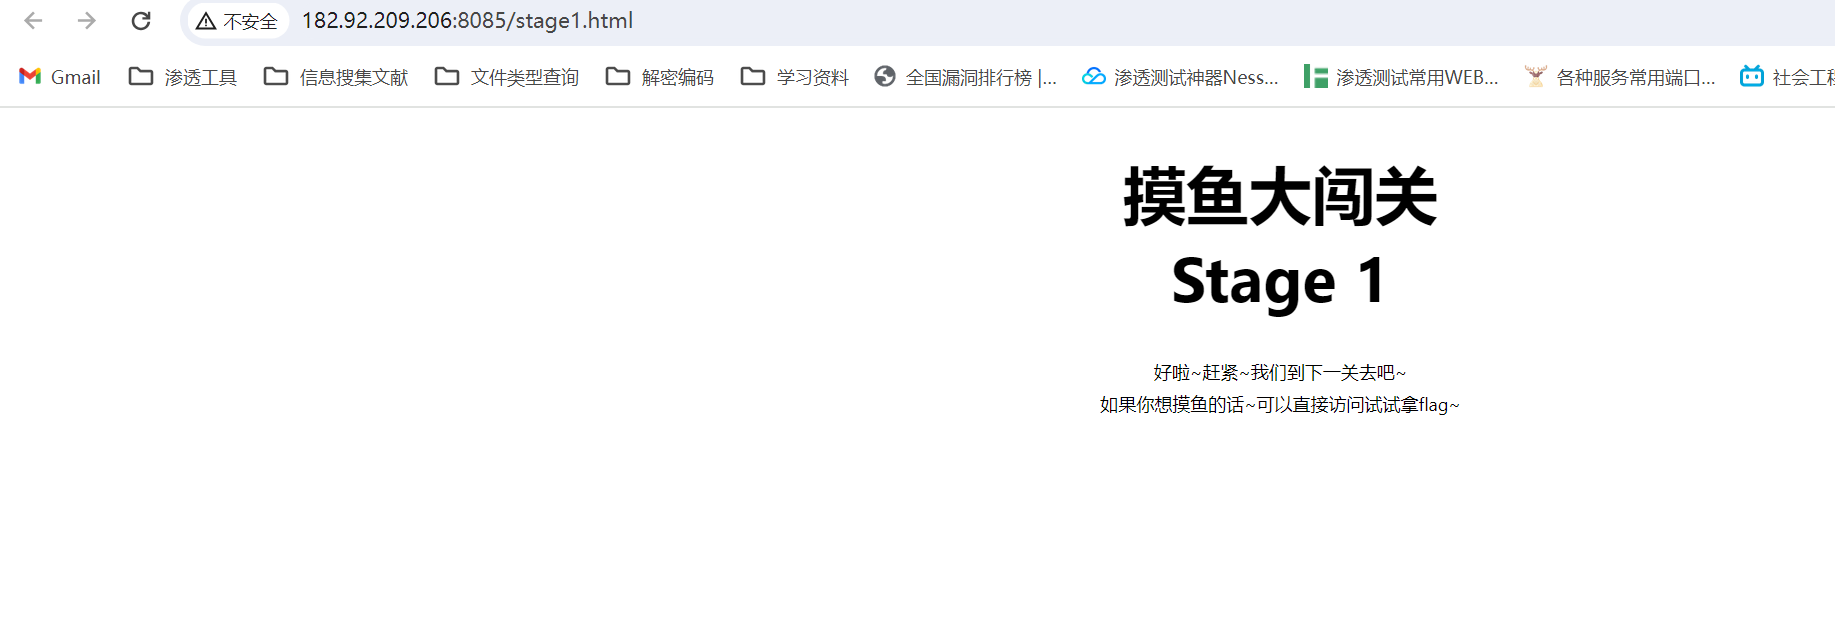 不安全 182.92.209.206:8085/stage1.html
Gmail 渗透工具 信息搜集文献 文件类型查询 解密编码 学习资料 全国漏洞排行榜 |... 渗透测试神器Ness... 渗透测试常用WEB... 各种服务常用端口... 社会工程
摸鱼大闯关
Stage 1
好啦~赶紧~我们到下一关去吧~
如果你想摸鱼的话~可以直接访问试试拿flag~